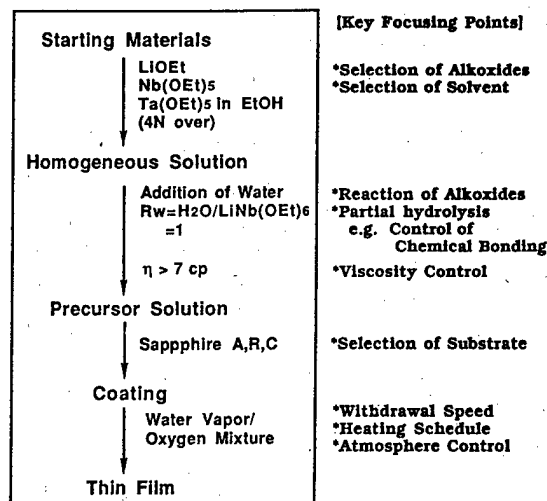 Starting Materials
LiOEt
Nb(OEt)5
Ta(OEt)5 in EtOH
(4N over)
Homogeneous Solution
Addition of Water
Rw=H2O/LiNb(OEt)6
=1
η > 7 cp
Precursor Solution
Sappphire A,R,C
Coating
Water Vapor/
Oxygen Mixture
Thin Film
[Key Focusing Points]
*Selection of Alkoxides
*Selection of Solvent
*Reaction of Alkoxides
*Partial hydrolysis
e.g. Control of
Chemical Bonding
*Viscosity Control
*Selection of Substrate
*Withdrawal Speed
*Heating Schedule
*Atmosphere Control